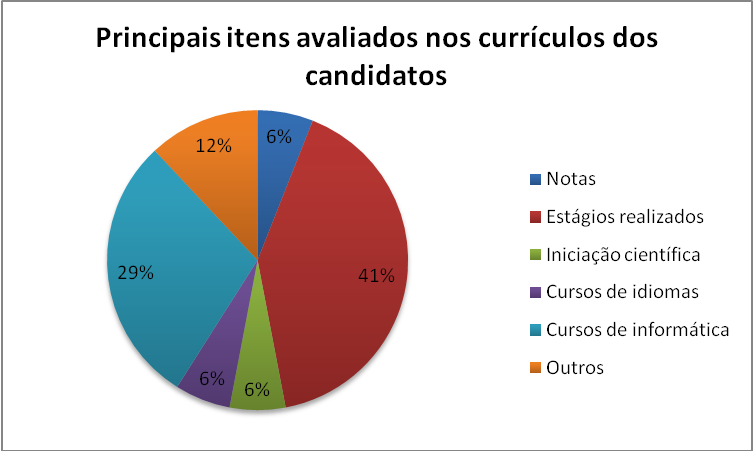 Principais itens avaliados nos currículos dos
candidatos
6%
12%
41%
29%
6%
6%
Notas
Estágios realizados
Iniciação científica
Cursos de idiomas
Cursos de informática
Outros